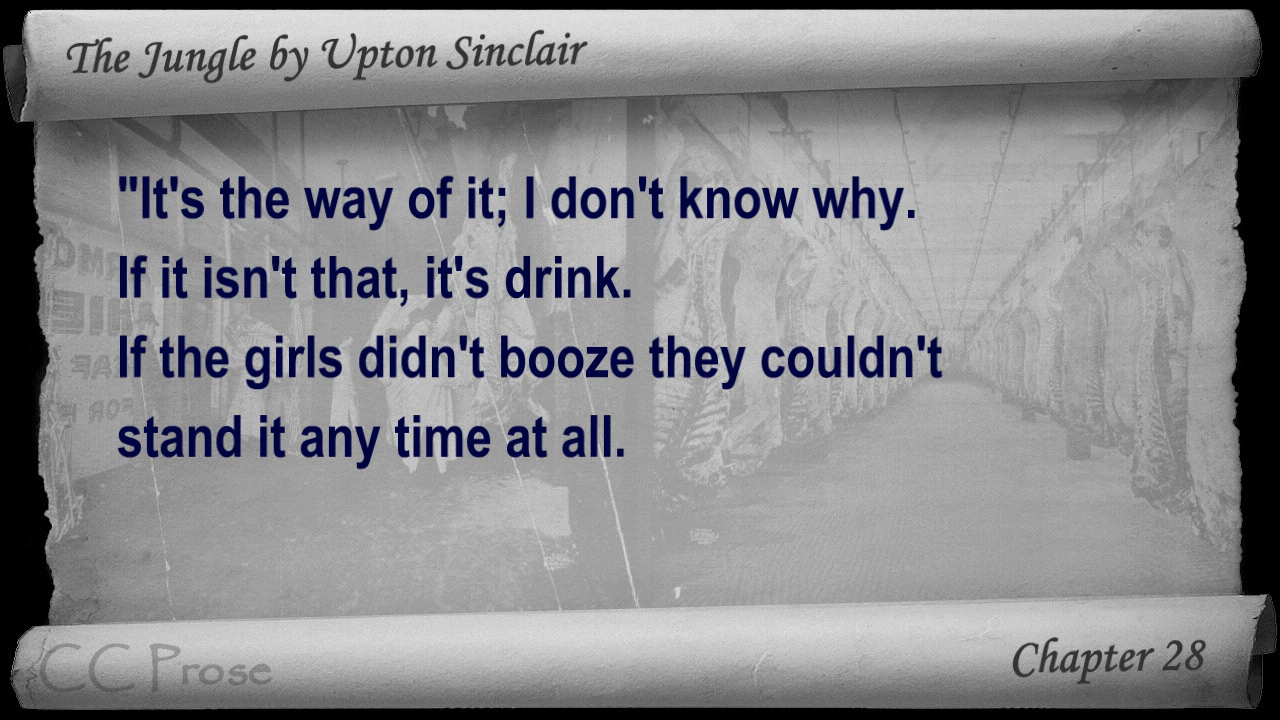 The Jungle by Upton Sinclair
"It's the way of it; I don't know why.
If it isn't that, it's drink.
If the girls didn't booze they couldn't
stand it any time at all.
CC Prose
Chapter 28